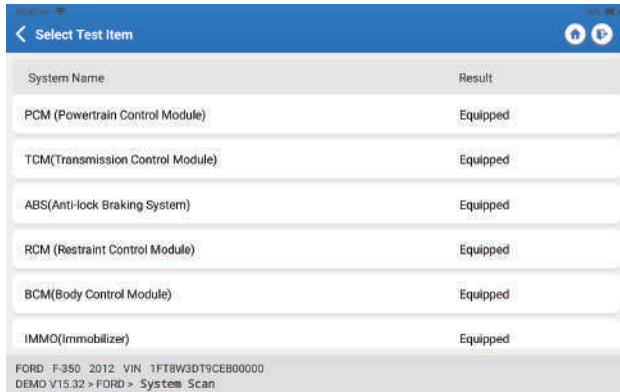 Select Test Item
System Name Result
PCM (Powertrain Control Module) Equipped
TCM(Transmission Control Module) Equipped
ABS(Anti-lock Braking System) Equipped
RCM (Restraint Control Module) Equipped
BCM(Body Control Module) Equipped
IMMO(Immobilizer) Equipped
FORD F-350 2012 VIN 1FT8W3DT9CEB00000
DEMO V15.32 > FORD > System Scan